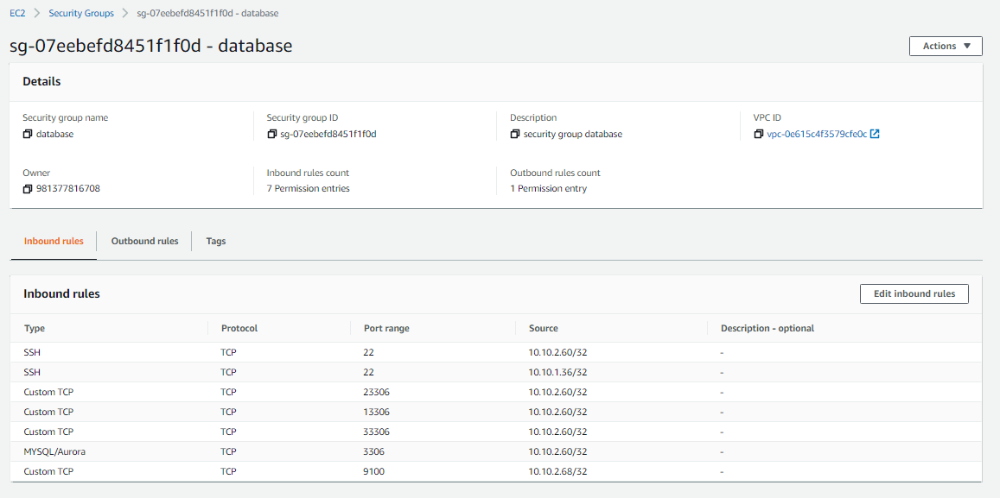 EC2 > Security Groups > sg-07eebefd8451f1f0d - database
sg-07eebefd8451f1f0d - database
Actions ▼
Details
Security group name Security group ID Description VPC ID
database sg-07eebefd8451f1f0d security group database vpc-0e615c4f3579cfe0c
Owner Inbound rules count Outbound rules count
981377816708 7 Permission entries 1 Permission entry
Inbound rules Outbound rules Tags
Inbound rules Edit inbound rules
Type Protocol Port range Source Description - optional
SSH TCP 22 10.10.2.60/32 -
SSH TCP 22 10.10.1.36/32 -
Custom TCP TCP 23306 10.10.2.60/32 -
Custom TCP TCP 13306 10.10.2.60/32 -
Custom TCP TCP 33306 10.10.2.60/32 -
MYSQL/Aurora TCP 3306 10.10.2.60/32 -
Custom TCP TCP 9100 10.10.2.68/32 -